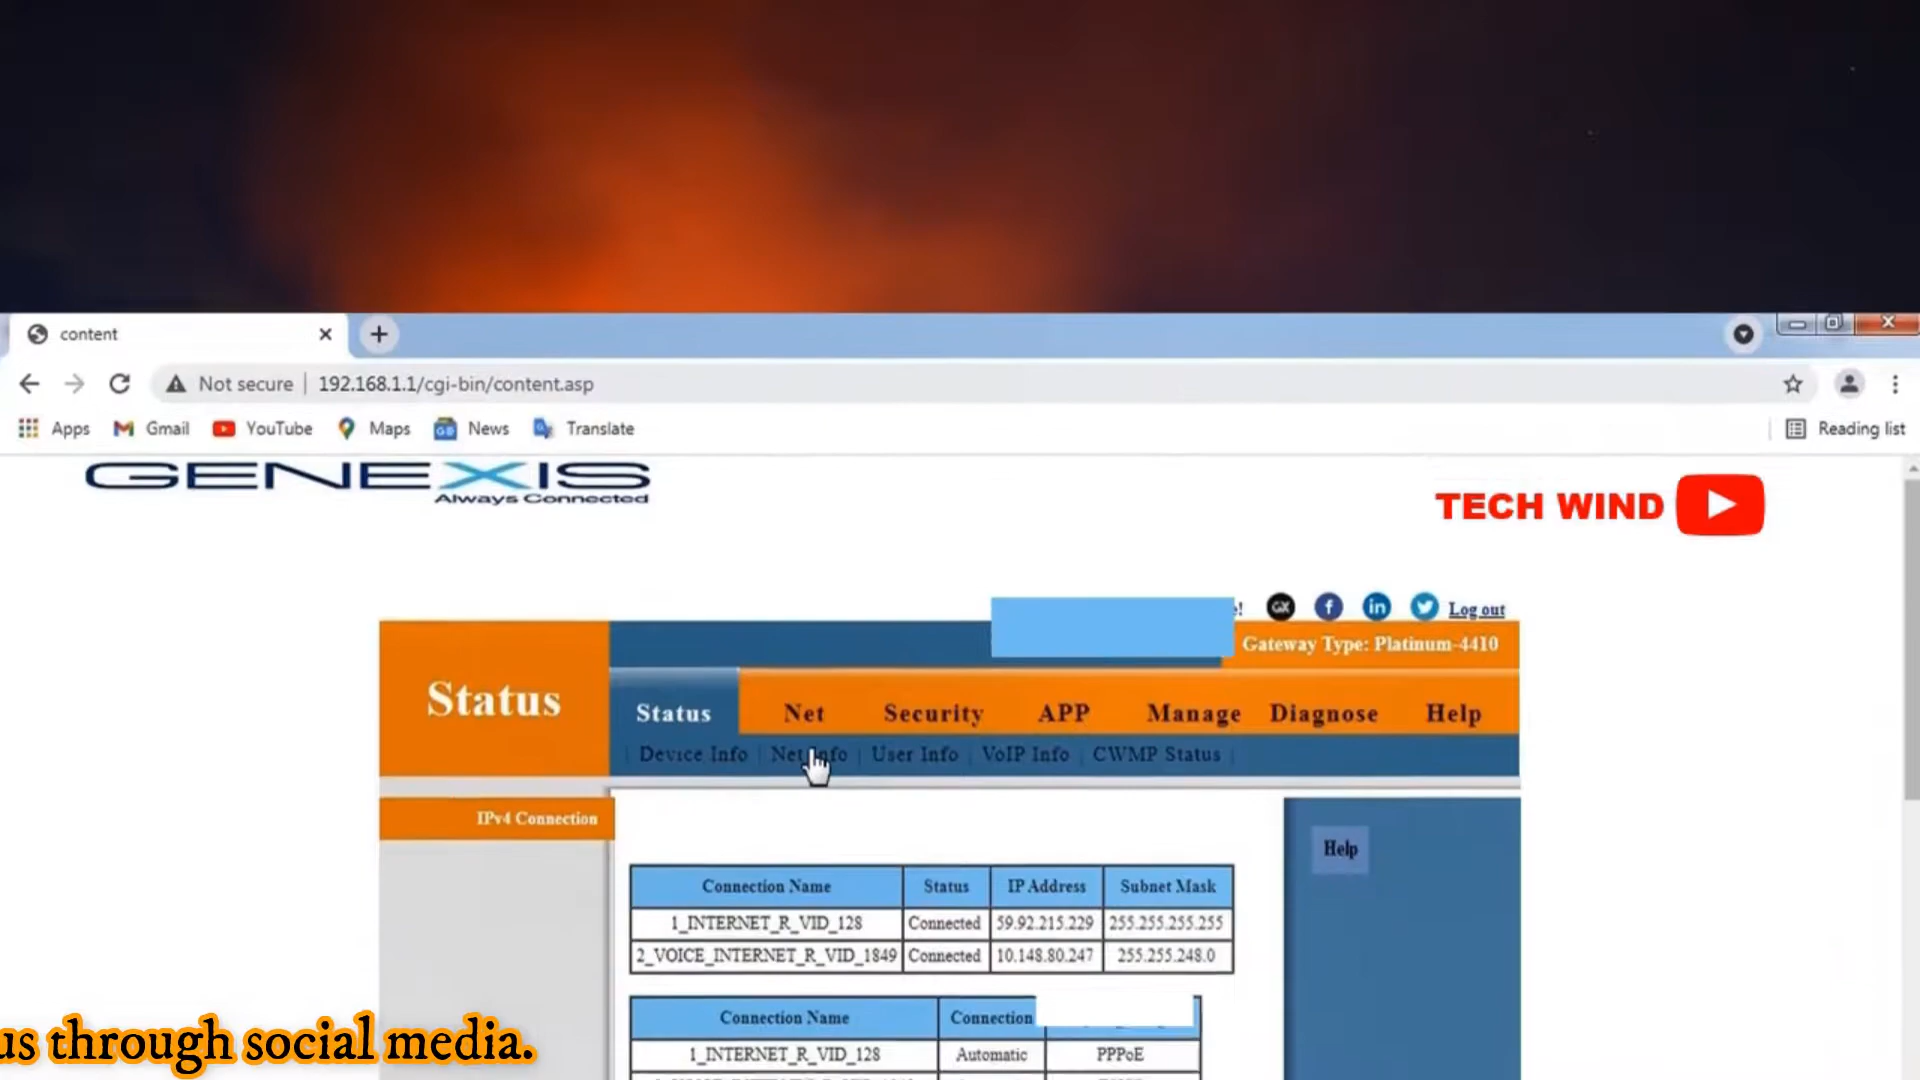 content
Not secure 192.168.1.1/cgi-bin/content.asp
Apps Gmail YouTube Maps News Translate Reading list
GENEXIS
Always Connected
TECH WIND
GX f in Log out
Gateway Type: Platinum-4410
Status
Status Net Security APP Manage Diagnose Help
Device Info | Net Info | User Info | VoIP Info | CWMP Status
IPv4 Connection
Help
Connection Name Status IP Address Subnet Mask
1_INTERNET_R_VID_128 Connected 59.92.215.229 255.255.255.255
2_VOICE_INTERNET_R_VID_1849 Connected 10.148.80.247 255.255.248.0
Connection Name Connection
1_INTERNET_R_VID_128 Automatic PPPoE
us through social media.